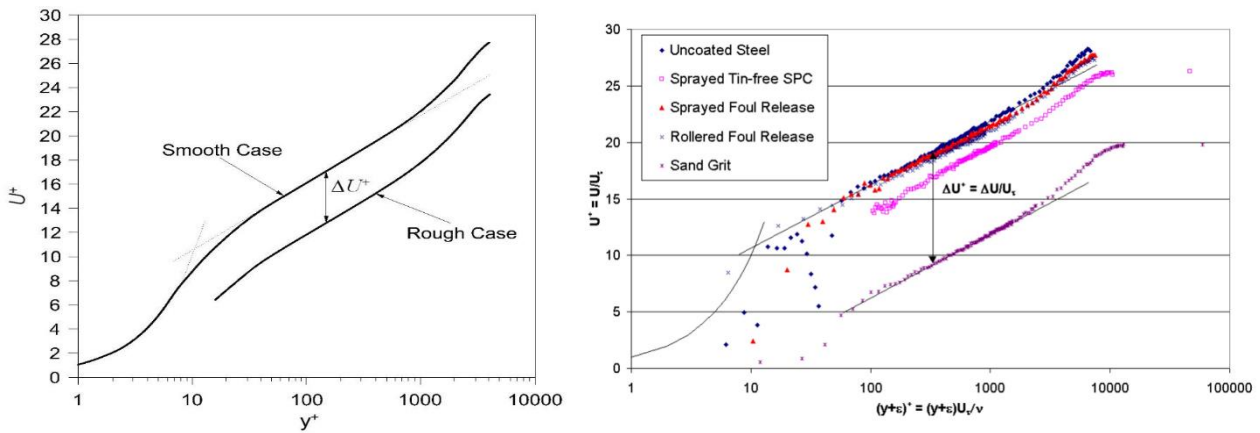 30
28
26
24
22
20
18
16
14
12
10
8
6
4
2
0
U⁺
Smooth Case
ΔU⁺
Rough Case
1
10
100
1000
10000
y⁺
30
25
20
15
10
5
0
U⁺ = U/Uτ
Uncoated Steel
Sprayed Tin-free SPC
Sprayed Foul Release
Rollered Foul Release
Sand Grit
ΔU⁺ = ΔU/Uτ
1
10
100
1000
10000
100000
(y+ε)⁺ = (y+ε)Uτ/ν